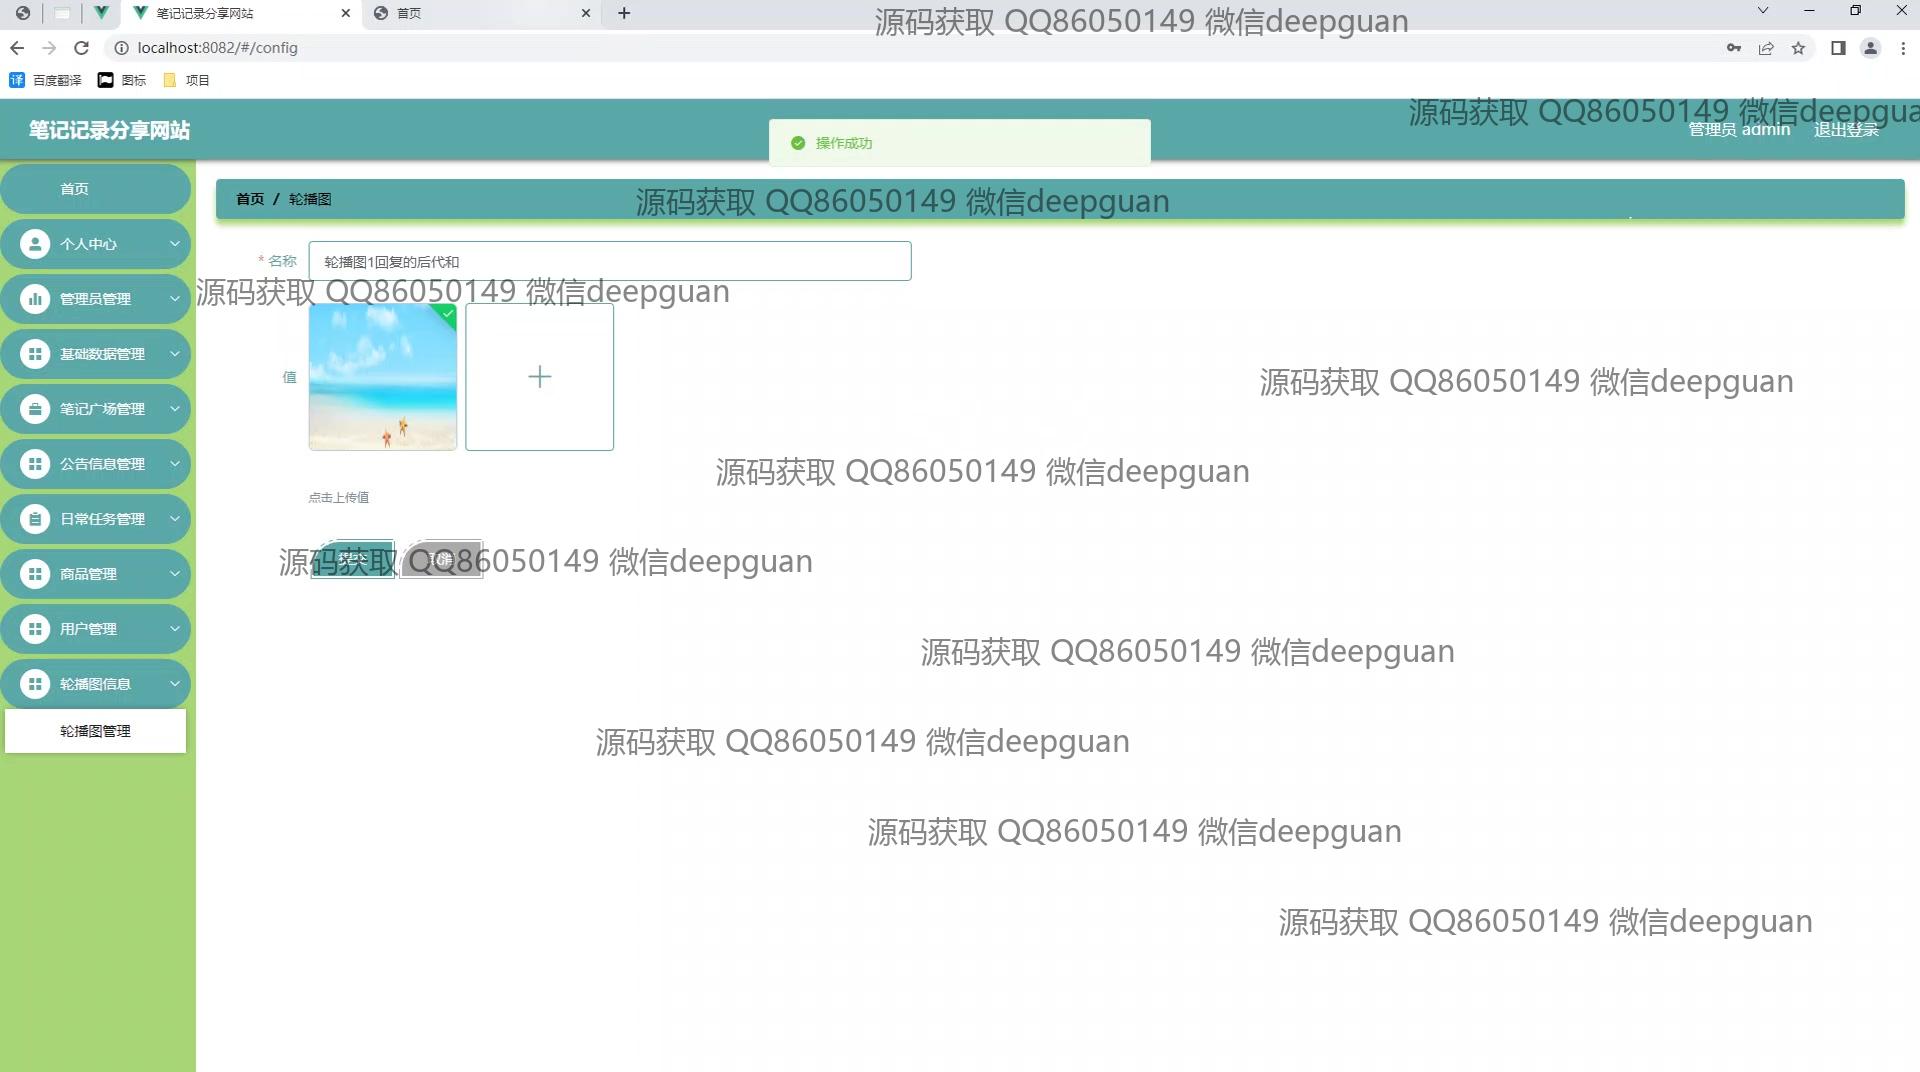 笔记记录分享网站
首页
源码获取 QQ86050149 微信deepguan
localhost:8082/#/config
百度翻译
图标
项目
笔记记录分享网站
操作成功
源码获取 QQ86050149 微信deepgua
管理员 admin
退出登录
首页
首页 / 轮播图
源码获取 QQ86050149 微信deepguan
个人中心
* 名称
轮播图1回复的后代和
管理员管理
源码获取 QQ86050149 微信deepguan
基础数据管理
值
源码获取 QQ86050149 微信deepguan
笔记广场管理
公告信息管理
源码获取 QQ86050149 微信deepguan
点击上传值
日常任务管理
提交
取消
源码获取 QQ86050149 微信deepguan
商品管理
用户管理
源码获取 QQ86050149 微信deepguan
轮播图信息
轮播图管理
源码获取 QQ86050149 微信deepguan
源码获取 QQ86050149 微信deepguan
源码获取 QQ86050149 微信deepguan